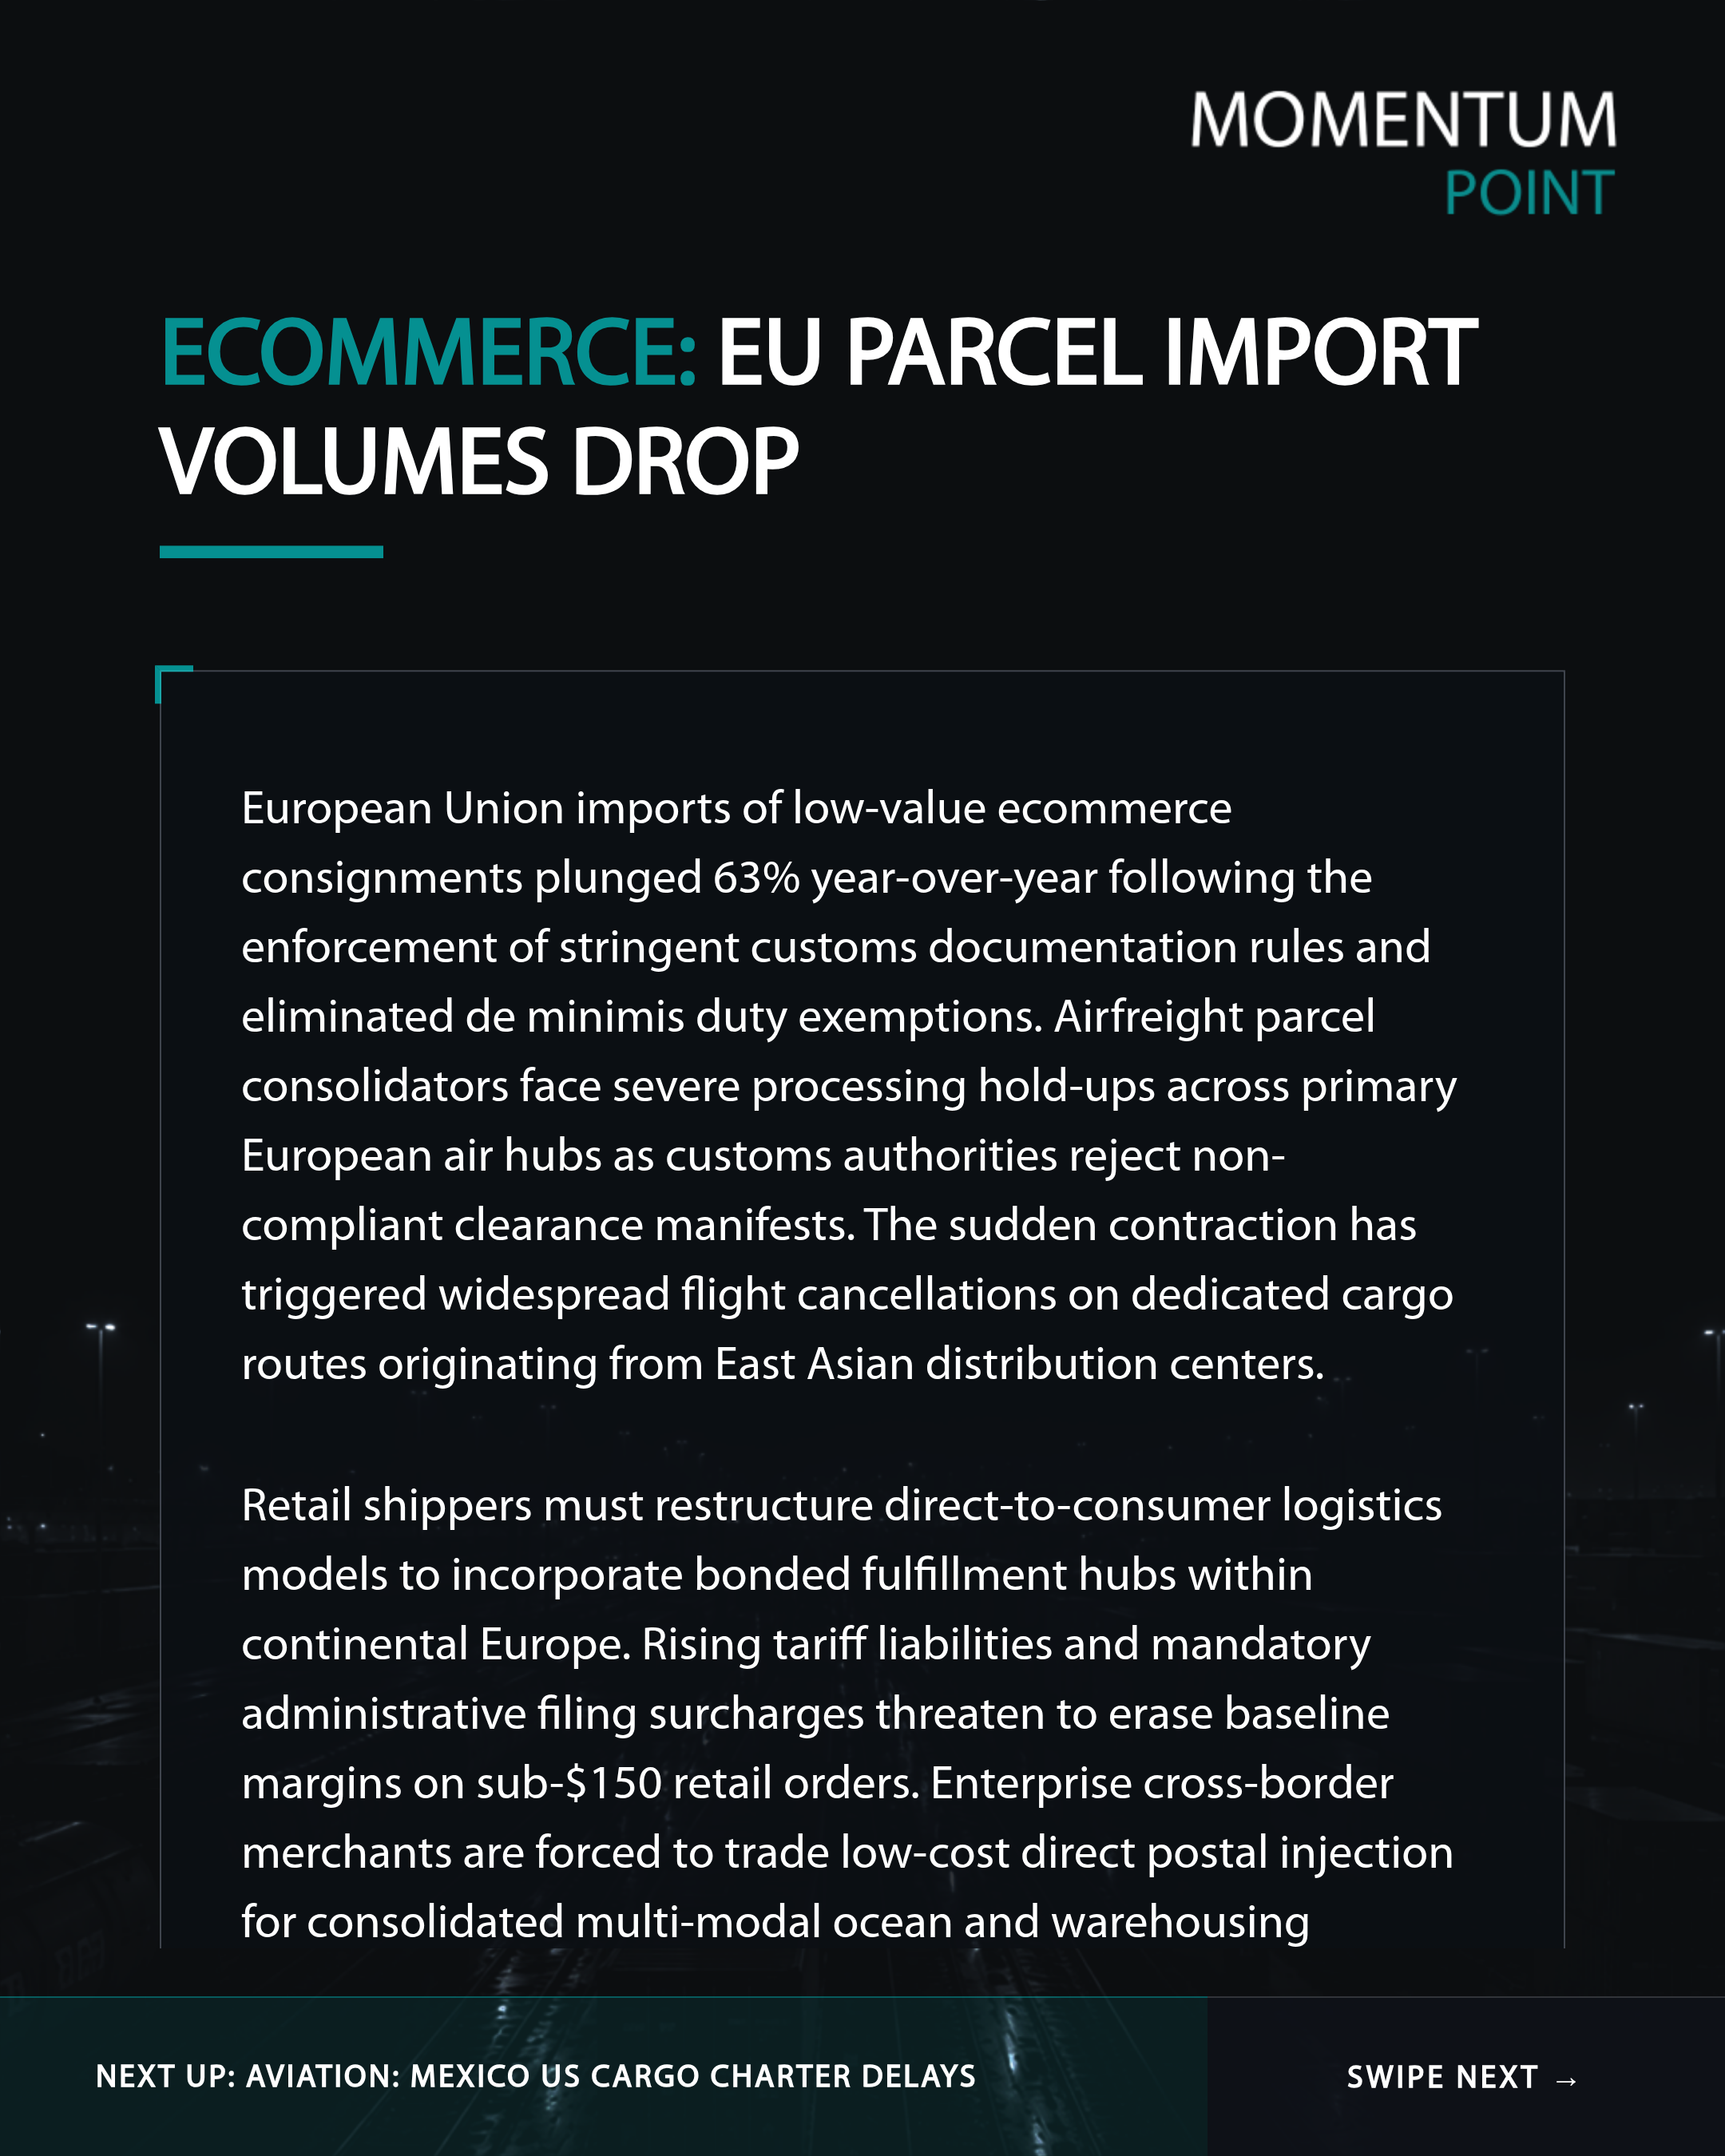 MOMENTUM
POINT
ECOMMERCE: EU PARCEL IMPORT
VOLUMES DROP
European Union imports of low-value ecommerce
consignments plunged 63% year-over-year following the
enforcement of stringent customs documentation rules and
eliminated de minimis duty exemptions. Airfreight parcel
consolidators face severe processing hold-ups across primary
European air hubs as customs authorities reject non-
compliant clearance manifests. The sudden contraction has
triggered widespread flight cancellations on dedicated cargo
routes originating from East Asian distribution centers.
Retail shippers must restructure direct-to-consumer logistics
models to incorporate bonded fulfillment hubs within
continental Europe. Rising tariff liabilities and mandatory
administrative filing surcharges threaten to erase baseline
margins on sub-$150 retail orders. Enterprise cross-border
merchants are forced to trade low-cost direct postal injection
for consolidated multi-modal ocean and warehousing
NEXT UP: AVIATION: MEXICO US CARGO CHARTER DELAYS
SWIPE NEXT →